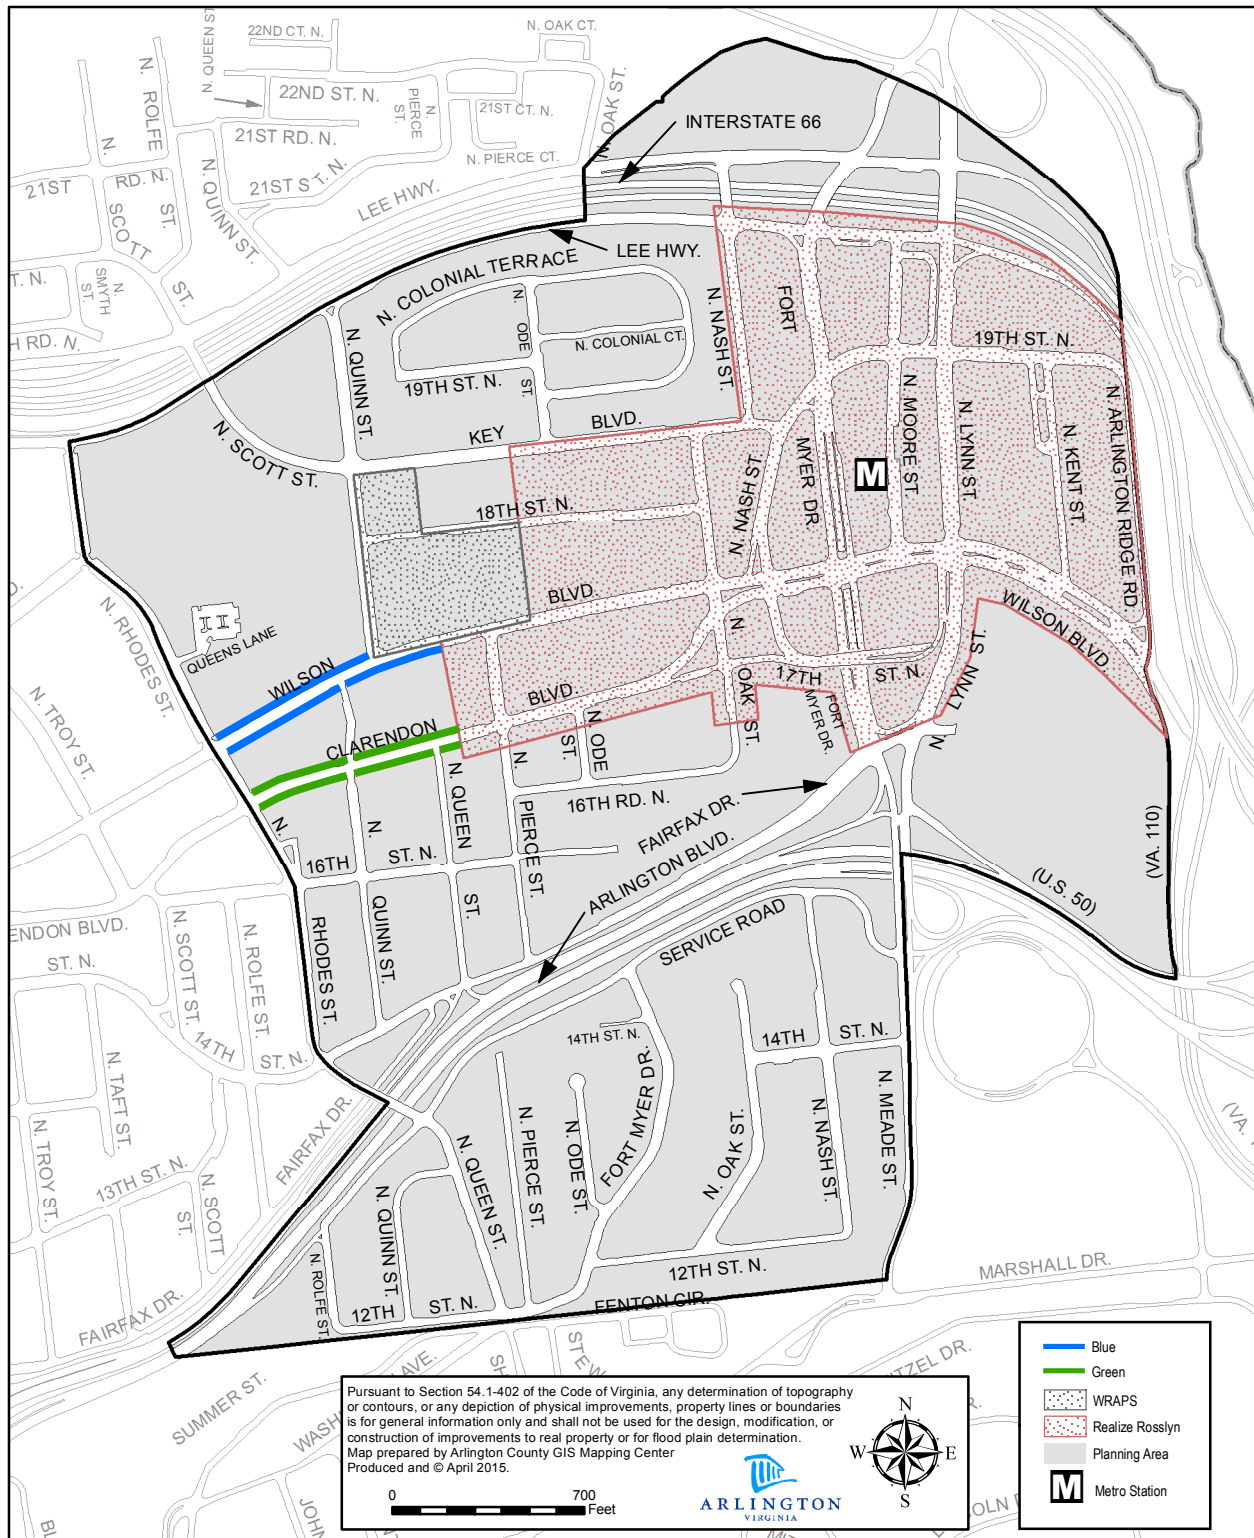 22ND CT. N.
N. QUEEN ST
N. OAK CT.
N. ROLFE ST.
22ND ST. N.
N. PIERCE ST.
21ST CT. N.
N. OAK ST.
INTERSTATE 66
21ST RD. N.
N. PIERCE CT.
21ST
RD. N.
N. SCOTT ST.
N. QUINN ST.
21ST ST. N.
LEE HWY.
LEE HWY.
T. N.
N. SMYTH ST.
H RD. N.
N. COLONIAL TERRACE
N. ODE ST.
N. COLONIAL CT.
N. NASH ST.
FORT MYER DR.
19TH ST. N.
19TH ST. N.
N. QUINN ST.
KEY BLVD.
N. SCOTT ST.
N. MOORE ST.
N. LYNN ST.
N. KENT ST.
N. ARLINGTON RIDGE RD.
M
N. NASH ST.
18TH ST. N.
D.
WILSON BLVD.
WILSON BLVD.
N. RHODES ST.
QUEENS LANE
N. OAK ST.
17TH ST. N.
N. LYNN ST.
FORT MYER DR.
CLARENDON BLVD.
N. ODE ST.
N. TROY ST.
16TH RD. N.
FAIRFAX DR.
ARLINGTON BLVD.
N. QUEEN ST.
N. PIERCE ST.
16TH ST. N.
N. QUINN ST.
N. RHODES ST.
(VA. 110)
(U.S. 50)
SERVICE ROAD
ENDON BLVD.
ST. N.
N. SCOTT ST.
N. ROLFE ST.
14TH ST. N.
14TH ST. N.
14TH ST. N.
N. TAFT ST.
N. TROY ST.
13TH ST. N.
N. SCOTT ST.
FAIRFAX DR.
FORT MYER DR.
N. PIERCE ST.
N. ODE ST.
N. OAK ST.
N. NASH ST.
N. MEADE ST.
N. QUEEN ST.
N. QUINN ST.
N. ROLFE ST.
12TH ST. N.
12TH ST. N.
FENTON CIR.
MARSHALL DR.
(VA.
FAIRFAX DR.
SUMMER ST.
WASH
AVE.
SH
STEW
TZEL DR.
R.
OLN D
JOHN
BL
Pursuant to Section 54.1-402 of the Code of Virginia, any determination of topography
or contours, or any depiction of physical improvements, property lines or boundaries
is for general information only and shall not be used for the design, modification, or
construction of improvements to real property or for flood plain determination.
Map prepared by Arlington County GIS Mapping Center
Produced and © April 2015.
0 700
Feet
ARLINGTON
VIRGINIA
N
W E
S
Blue
Green
WRAPS
Realize Rosslyn
Planning Area
M Metro Station